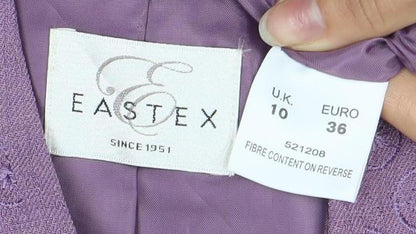 E
EASTEX
SINCE 1951
U.K. EURO
10 36
521208
FIBRE CONTENT ON REVERSE